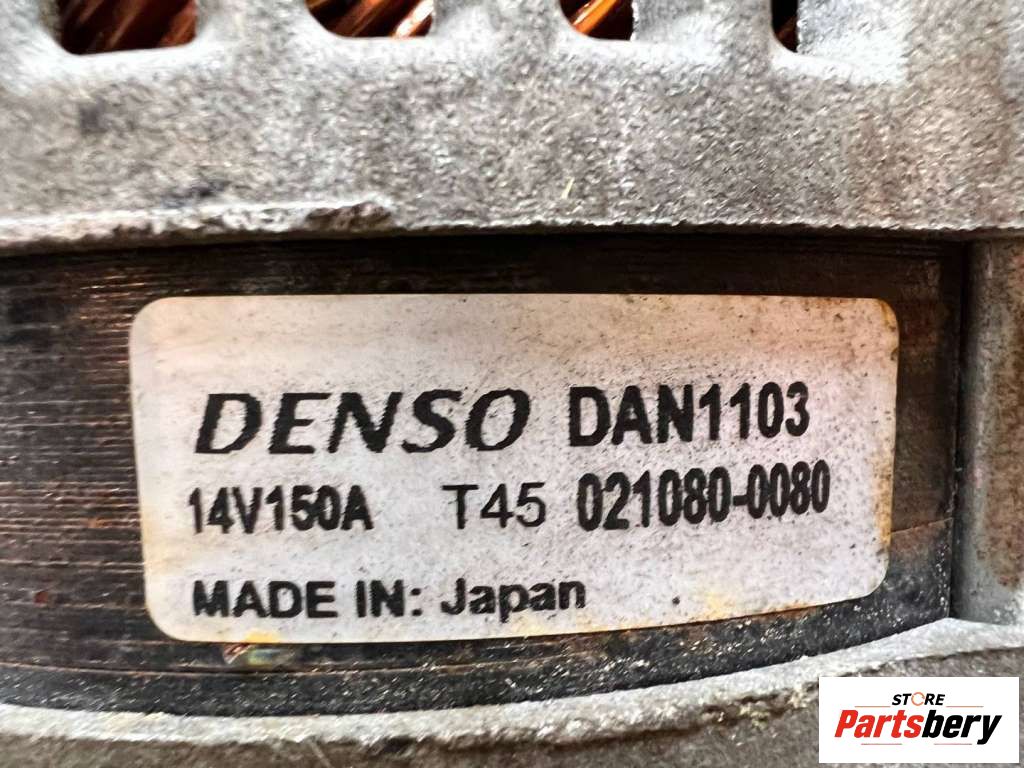 DENSO DAN1103
14V150A T45 021080-0080
MADE IN: Japan
STORE
Partsbery